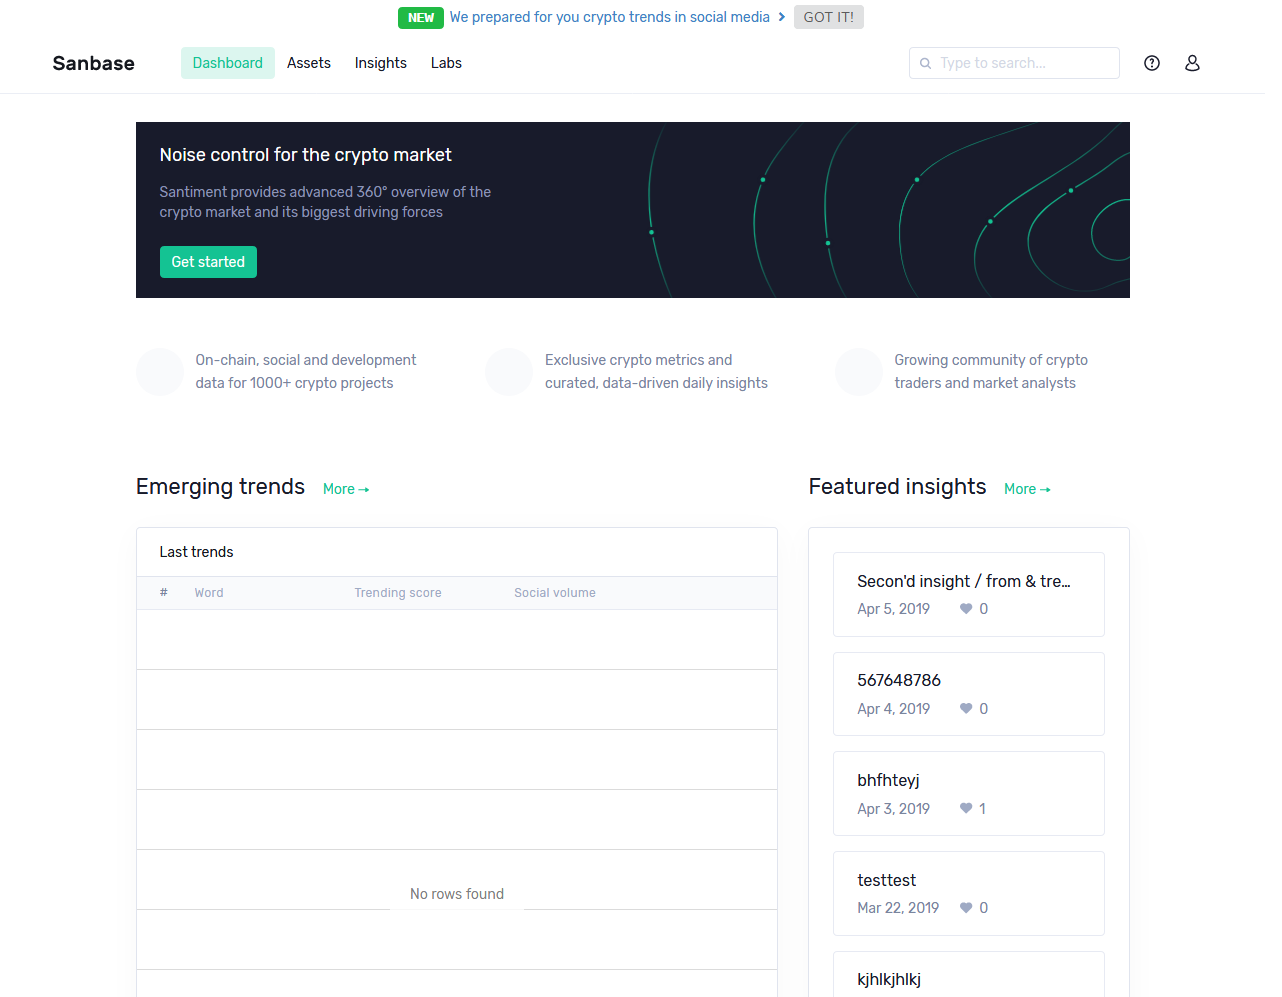 NEW We prepared for you crypto trends in social media GOT IT!
Sanbase Dashboard Assets Insights Labs Type to search...
Noise control for the crypto market
Santiment provides advanced 360° overview of the
crypto market and its biggest driving forces
Get started
On-chain, social and development
data for 1000+ crypto projects
Exclusive crypto metrics and
curated, data-driven daily insights
Growing community of crypto
traders and market analysts
Emerging trends More →
Last trends
# Word Trending score Social volume
No rows found
Featured insights More →
Secon'd insight / from & tre...
Apr 5, 2019 0
567648786
Apr 4, 2019 0
bhfhteyj
Apr 3, 2019 1
testtest
Mar 22, 2019 0
kjhlkjhlkj